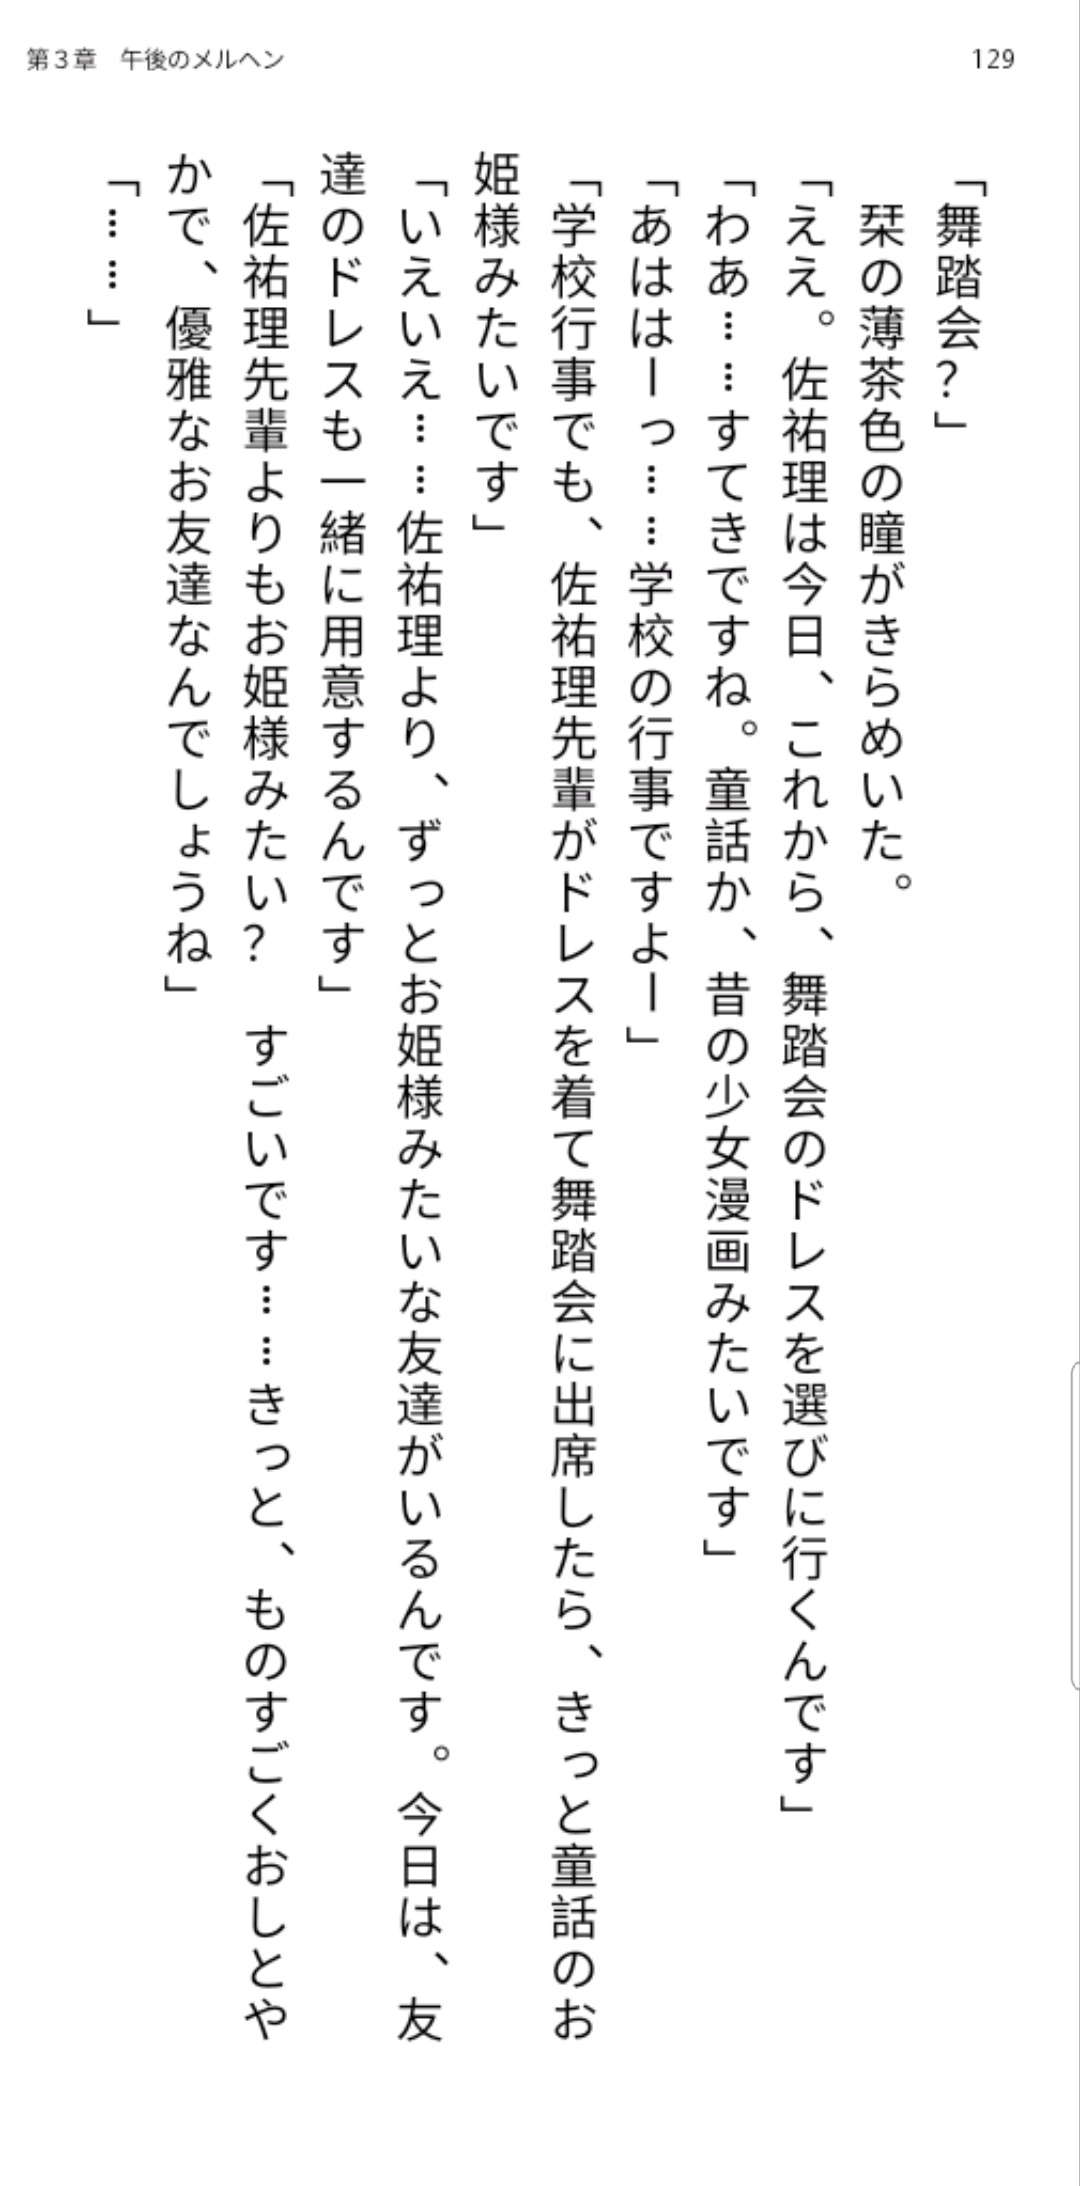 第３章　午後のメルヘン
129
「舞踏会？」
　栞の薄茶色の瞳がきらめいた。
「ええ。佐祐理は今日、これから、舞踏会のドレスを選びに行くんです」
「わあ……すてきですね。童話か、昔の少女漫画みたいです」
「あははーっ……学校の行事ですよー」
「学校行事でも、佐祐理先輩がドレスを着て舞踏会に出席したら、きっと童話のお
姫様みたいです」
「いえいえ……佐祐理より、ずっとお姫様みたいな友達がいるんです。今日は、友
達のドレスも一緒に用意するんです」
「佐祐理先輩よりもお姫様みたい？　すごいです……きっと、ものすごくおしとや
かで、優雅なお友達なんでしょうね」
「……」